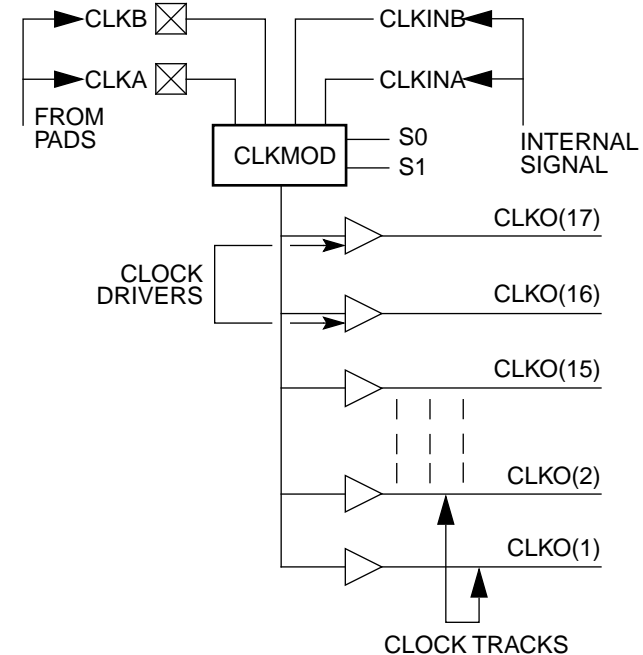 CLKB
CLKINB
CLKA
CLKINA
FROM
PADS
CLKMOD
S0
S1
INTERNAL
SIGNAL
CLKO(17)
CLOCK
DRIVERS
CLKO(16)
CLKO(15)
CLKO(2)
CLKO(1)
CLOCK TRACKS